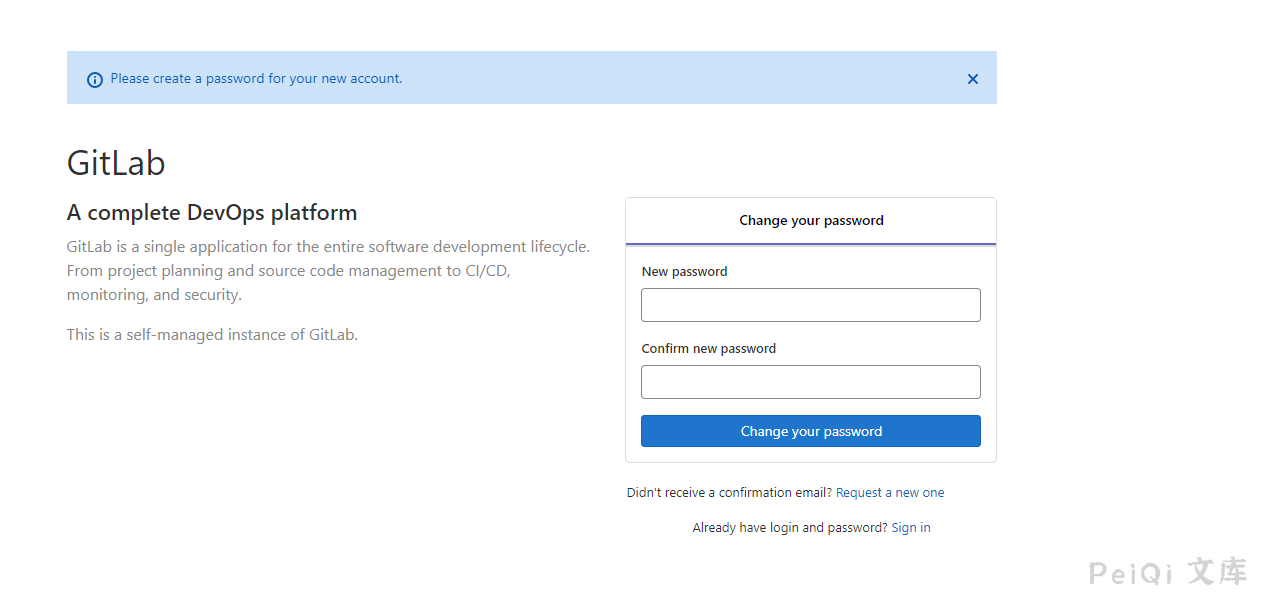 Please create a password for your new account.
GitLab
A complete DevOps platform
GitLab is a single application for the entire software development lifecycle.
From project planning and source code management to CI/CD,
monitoring, and security.
This is a self-managed instance of GitLab.
Change your password
New password
Confirm new password
Change your password
Didn't receive a confirmation email? Request a new one
Already have login and password? Sign in
PeiQi 文库